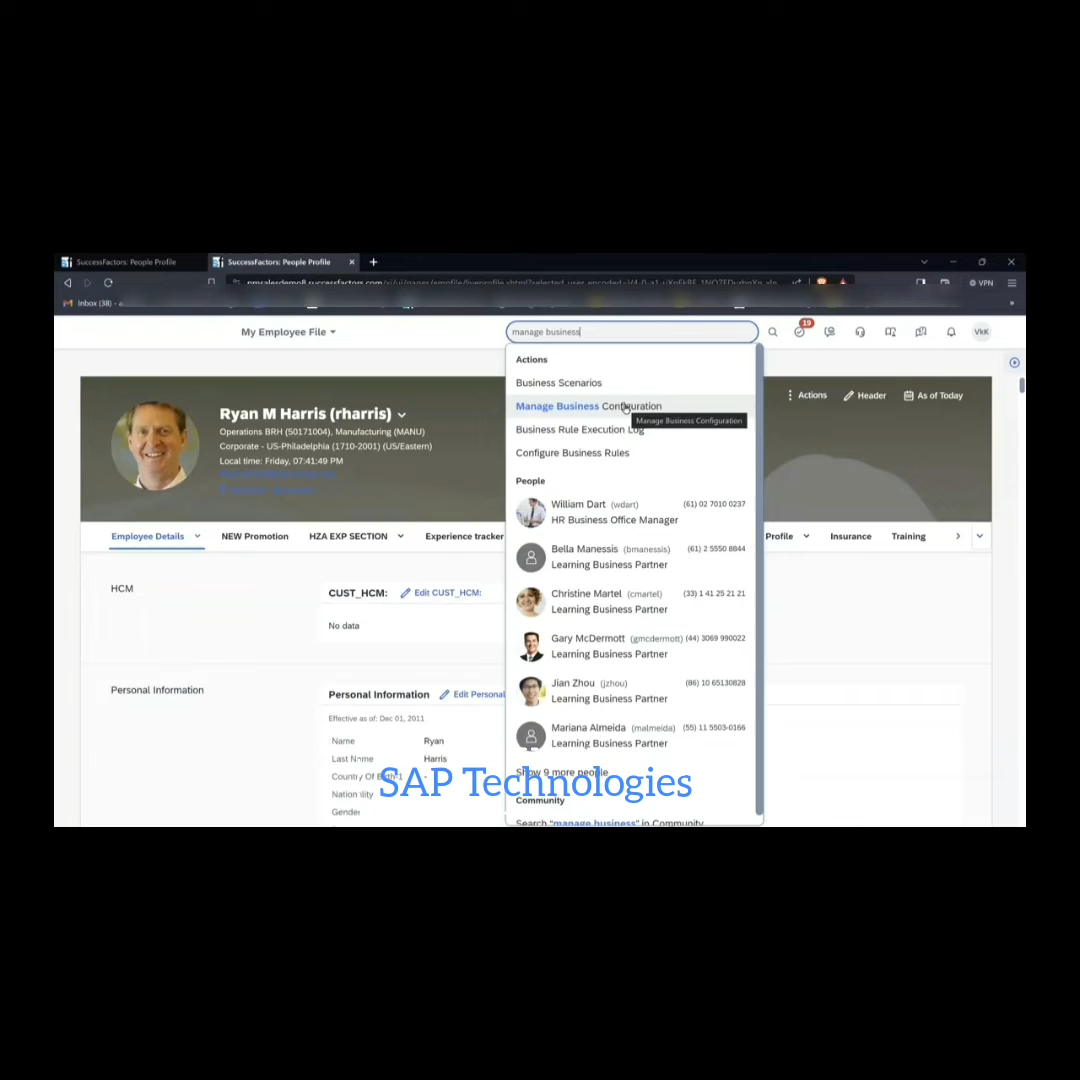 SuccessFactors: People Profile
SuccessFactors: People Profile
VPN
Inbox (38)
My Employee File
manage business
19
VkK
Actions
Business Scenarios
Manage Business Configuration
Manage Business Configuration
Business Rule Execution Log
Configure Business Rules
People
William Dart (wdart) (61) 02 7010 0237
HR Business Office Manager
Bella Manessis (bmanessis) (61) 2 5550 8844
Learning Business Partner
Christine Martel (cmartel) (33) 1 41 25 21 21
Learning Business Partner
Gary McDermott (gmcdermott) (44) 3069 990022
Learning Business Partner
Jian Zhou (jzhou) (86) 10 65130828
Learning Business Partner
Mariana Almeida (malmeida) (55) 11 5503-0166
Learning Business Partner
Show 9 more people
Community
Search "manage business" in Community
Ryan M Harris (rharris)
Operations BRH (50171004), Manufacturing (MANU)
Corporate - US-Philadelphia (1710-2001) (US/Eastern)
Local time: Friday, 07:41:49 PM
Actions
Header
As of Today
Employee Details
NEW Promotion
HZA EXP SECTION
Experience tracker
Profile
Insurance
Training
HCM
CUST_HCM:
Edit CUST_HCM:
No data
Personal Information
Personal Information
Edit Personal
Effective as of: Dec 01, 2011
Name Ryan
Last Name Harris
Country Of Birth-1 -
Nationality
Gender
SAP Technologies